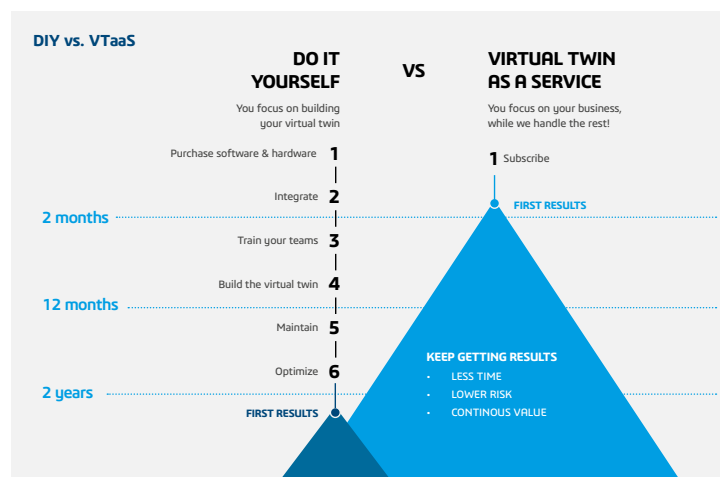 DIY vs. VTaaS
DO IT
YOURSELF
VS
VIRTUAL TWIN
AS A SERVICE
You focus on building
your virtual twin
You focus on your business,
while we handle the rest!
Purchase software & hardware 1
Integrate 2
2 months
Train your teams 3
Build the virtual twin 4
12 months
Maintain 5
Optimize 6
2 years
FIRST RESULTS
1 Subscribe
FIRST RESULTS
KEEP GETTING RESULTS
• LESS TIME
• LOWER RISK
• CONTINOUS VALUE